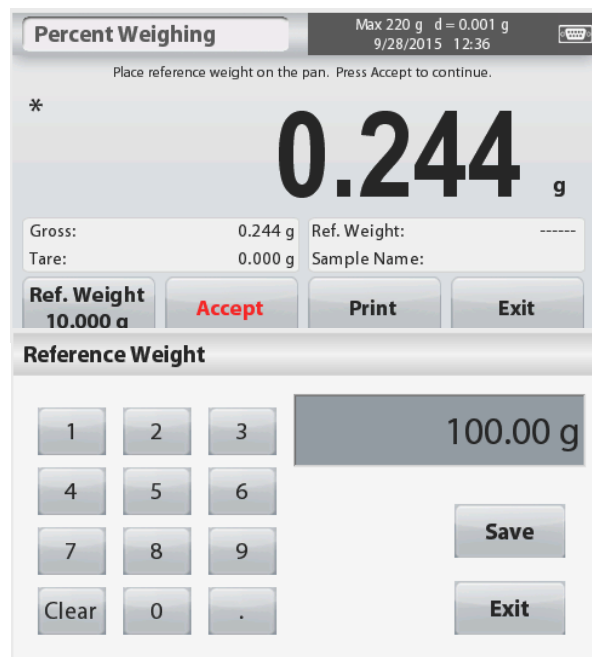 Percent Weighing
Max 220 g d = 0.001 g
9/28/2015 12:36
Place reference weight on the pan. Press Accept to continue.
*
0.244 g
Gross: 0.244 g
Tare: 0.000 g
Ref. Weight: ------
Sample Name:
Ref. Weight
10.000 g
Accept
Print
Exit
Reference Weight
100.00 g
1 2 3
4 5 6
7 8 9
Clear 0 .
Save
Exit